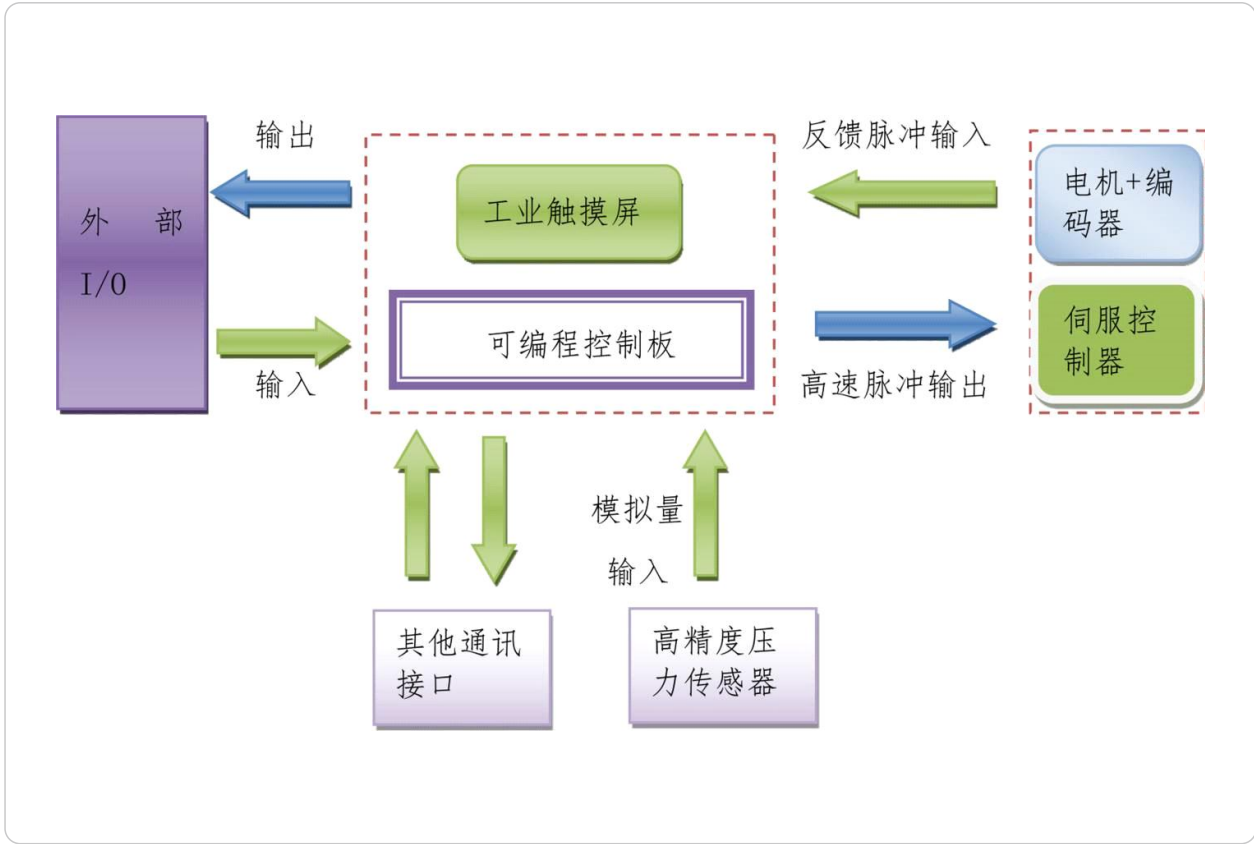 输出
外 部
I/O
输入
工业触摸屏
可编程控制板
反馈脉冲输入
高速脉冲输出
电机+编
码器
伺服控
制器
模拟量
输入
其他通讯
接口
高精度压
力传感器